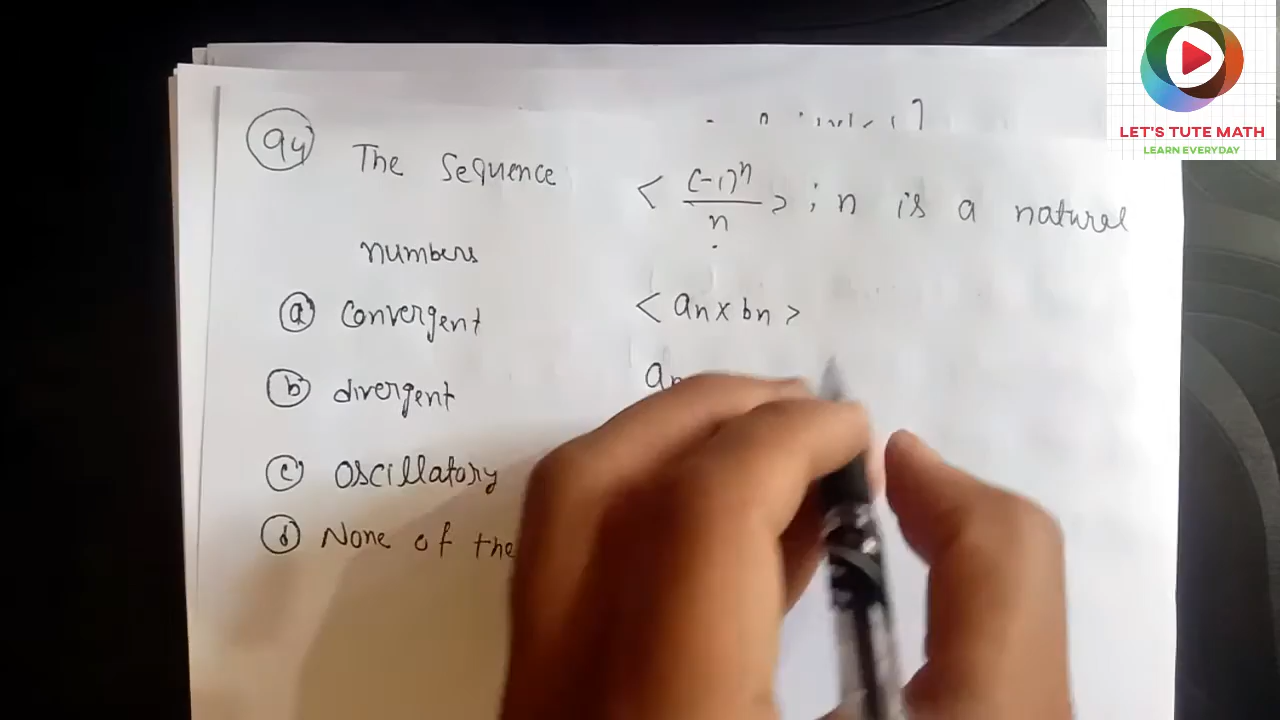 LET'S TUTE MATH
LEARN EVERYDAY
94 The Sequence < (-1)^n / n > ; n is a natural
numbers
a convergent
< an x bn >
b divergent
an
c Oscillatory
d None of the